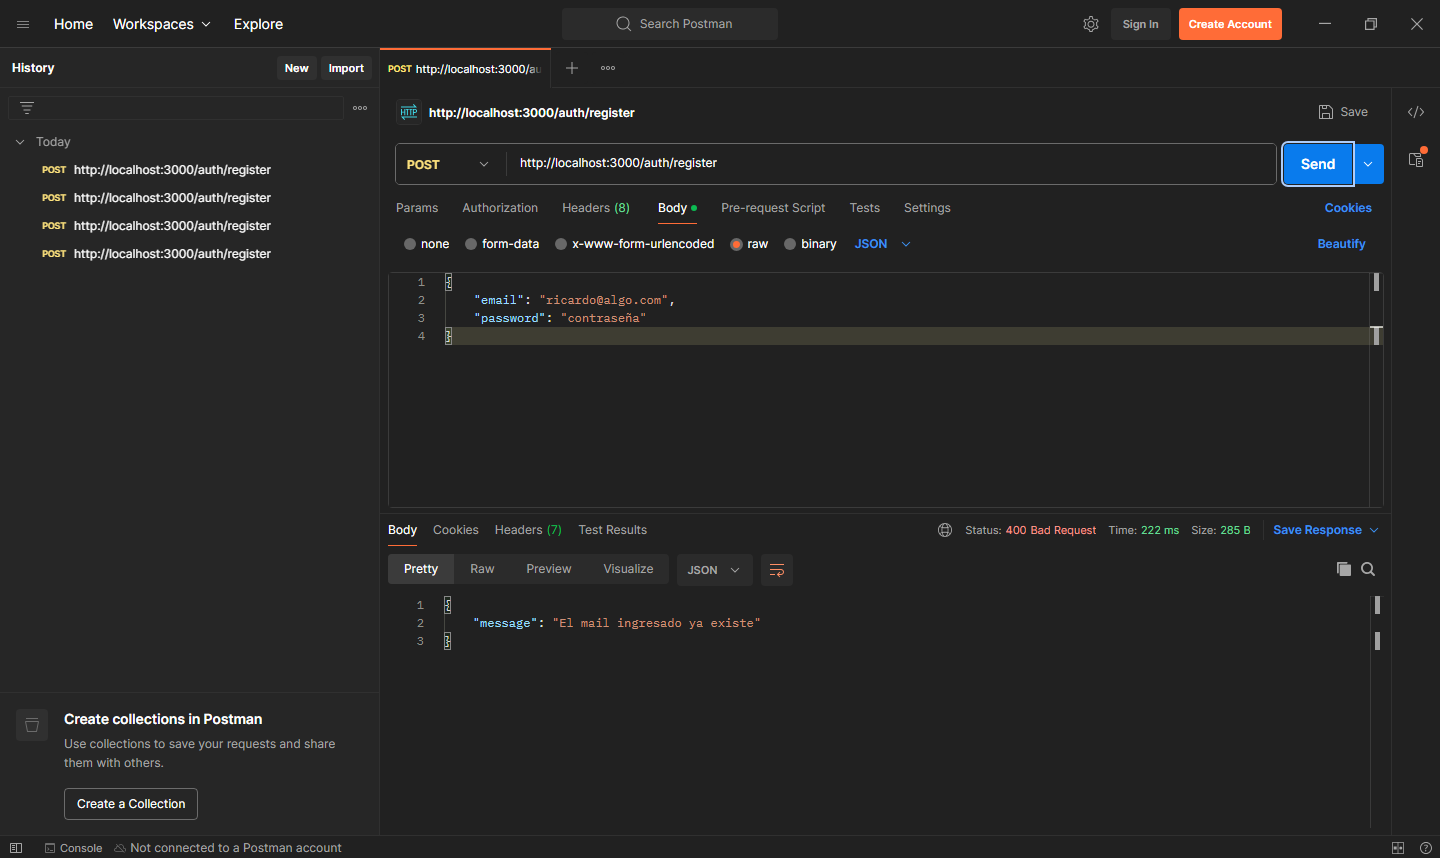 Home Workspaces Explore Search Postman Sign In Create Account
History New Import
POST http://localhost:3000/au
Today
POST http://localhost:3000/auth/register
POST http://localhost:3000/auth/register
POST http://localhost:3000/auth/register
POST http://localhost:3000/auth/register
Create collections in Postman
Use collections to save your requests and share
them with others.
Create a Collection
HTTP http://localhost:3000/auth/register Save
POST http://localhost:3000/auth/register Send
Params Authorization Headers (8) Body Pre-request Script Tests Settings Cookies
none form-data x-www-form-urlencoded raw binary JSON Beautify
1 {
2 "email": "ricardo@algo.com",
3 "password": "contraseña"
4 }
Body Cookies Headers (7) Test Results Status: 400 Bad Request Time: 222 ms Size: 285 B Save Response
Pretty Raw Preview Visualize JSON
1 {
2 "message": "El mail ingresado ya existe"
3 }
Console Not connected to a Postman account